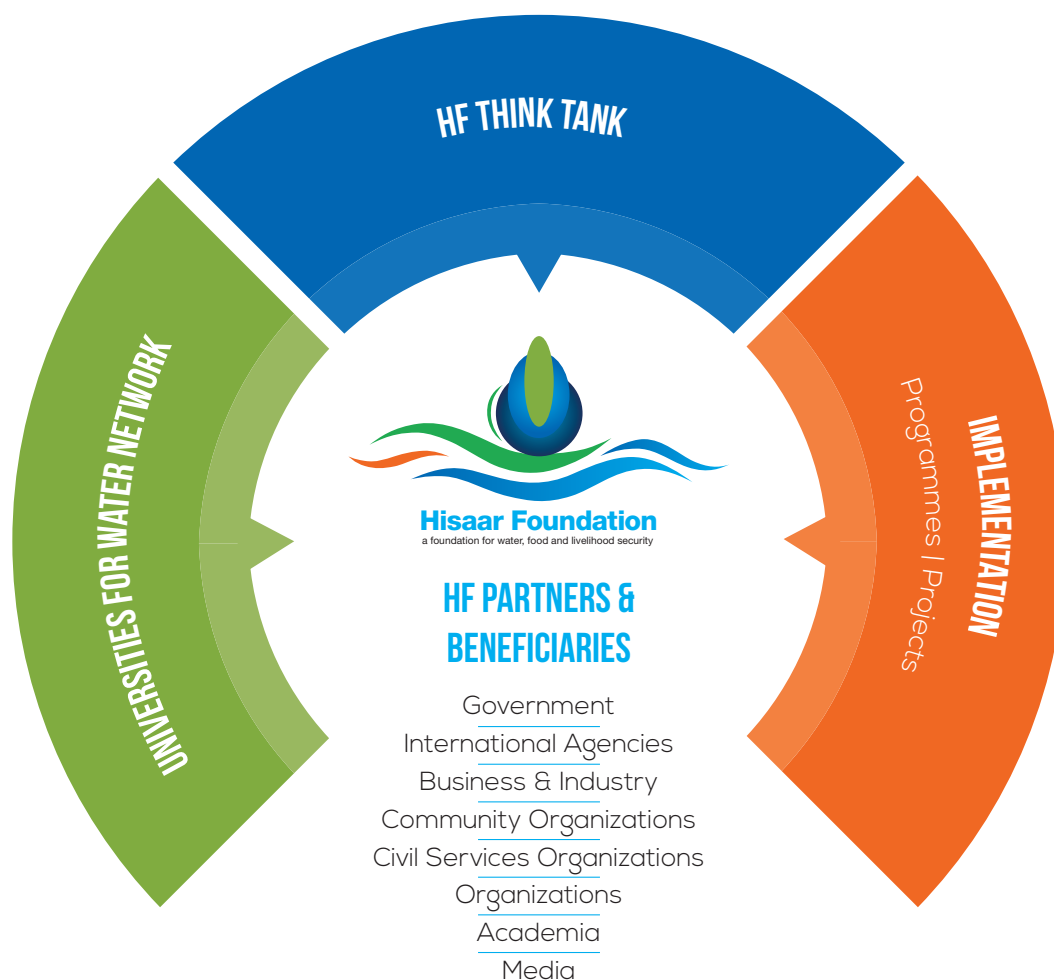 HF THINK TANK
UNIVERSITIES FOR WATER NETWORK
IMPLEMENTATION
Programmes | Projects
Hisaar Foundation
a foundation for water, food and livelihood security
HF PARTNERS &
BENEFICIARIES
Government
International Agencies
Business & Industry
Community Organizations
Civil Services Organizations
Organizations
Academia
Media